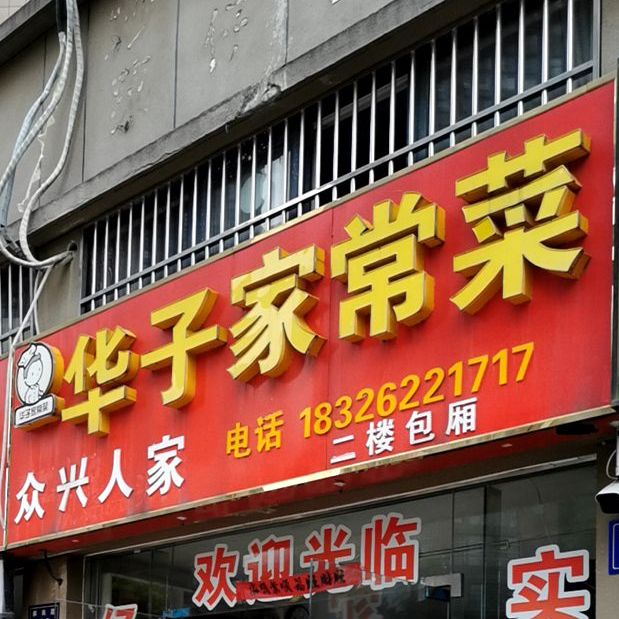 华子家常菜
华子家常菜
电话 18326221717
众兴人家
二楼包厢
欢迎光临
实